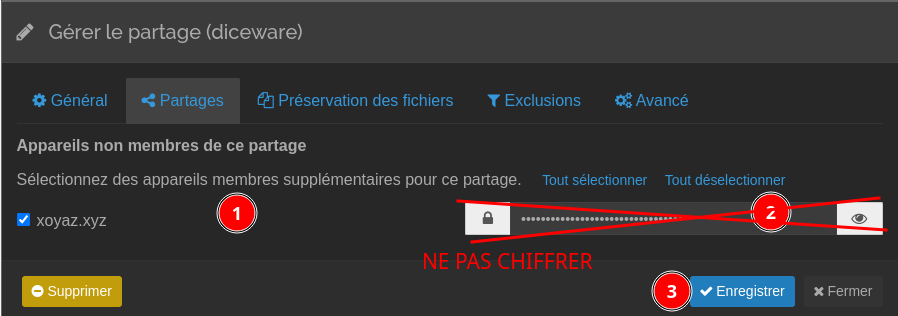 Gérer le partage (diceware)
Général Partages Préservation des fichiers Exclusions Avancé
Appareils non membres de ce partage
Sélectionnez des appareils membres supplémentaires pour ce partage. Tout sélectionner Tout déselectionner
xoyaz.xyz 1 2
NE PAS CHIFFRER
Supprimer 3 Enregistrer Fermer